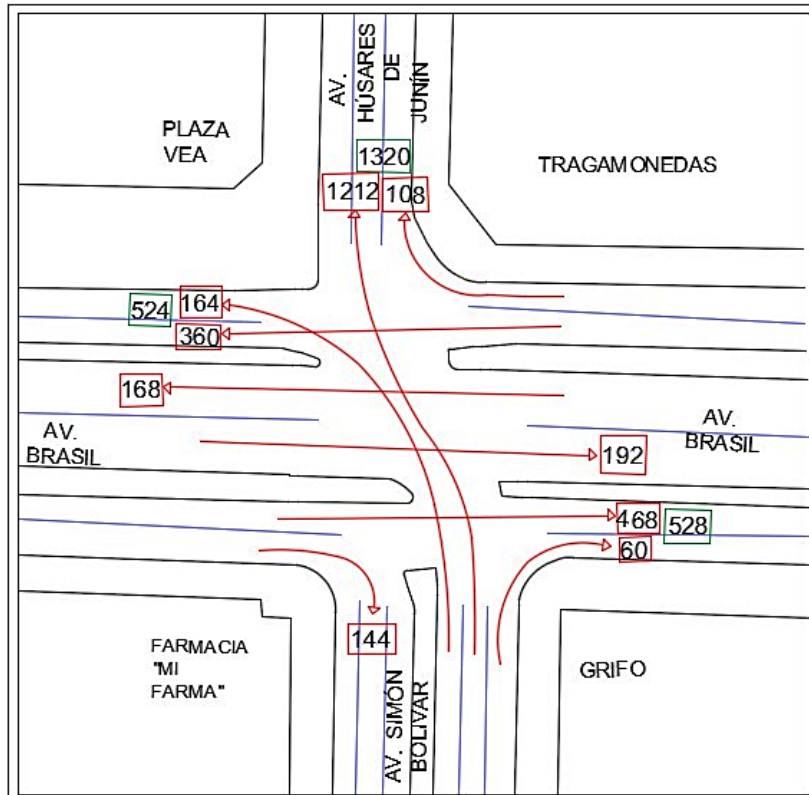 AV.
HÚSARES
DE
JUNÍN
PLAZA
VEA
TRAGAMONEDAS
1320
1212
108
524
164
360
168
AV.
BRASIL
AV.
BRASIL
192
468
528
60
144
FARMACIA
"MI
FARMA"
AV. SIMÓN
BOLIVAR
GRIFO